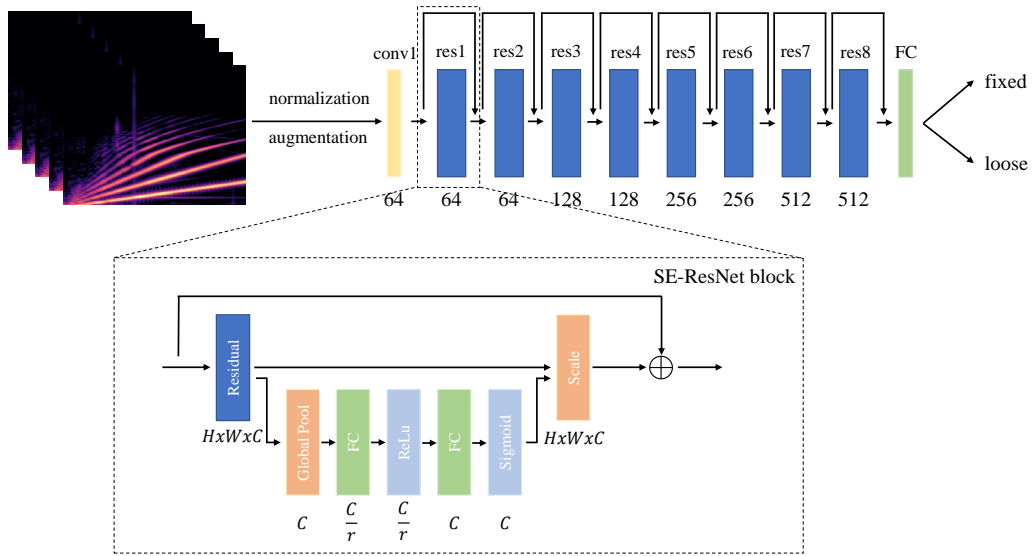 conv1 res1 res2 res3 res4 res5 res6 res7 res8 FC
normalization
augmentation
fixed
loose
64 64 64 128 128 256 256 512 512
SE-ResNet block
Residual
Scale
HxWxC
HxWxC
Global Pool
FC
ReLu
FC
Sigmoid
C
C
r
C
r
C
C